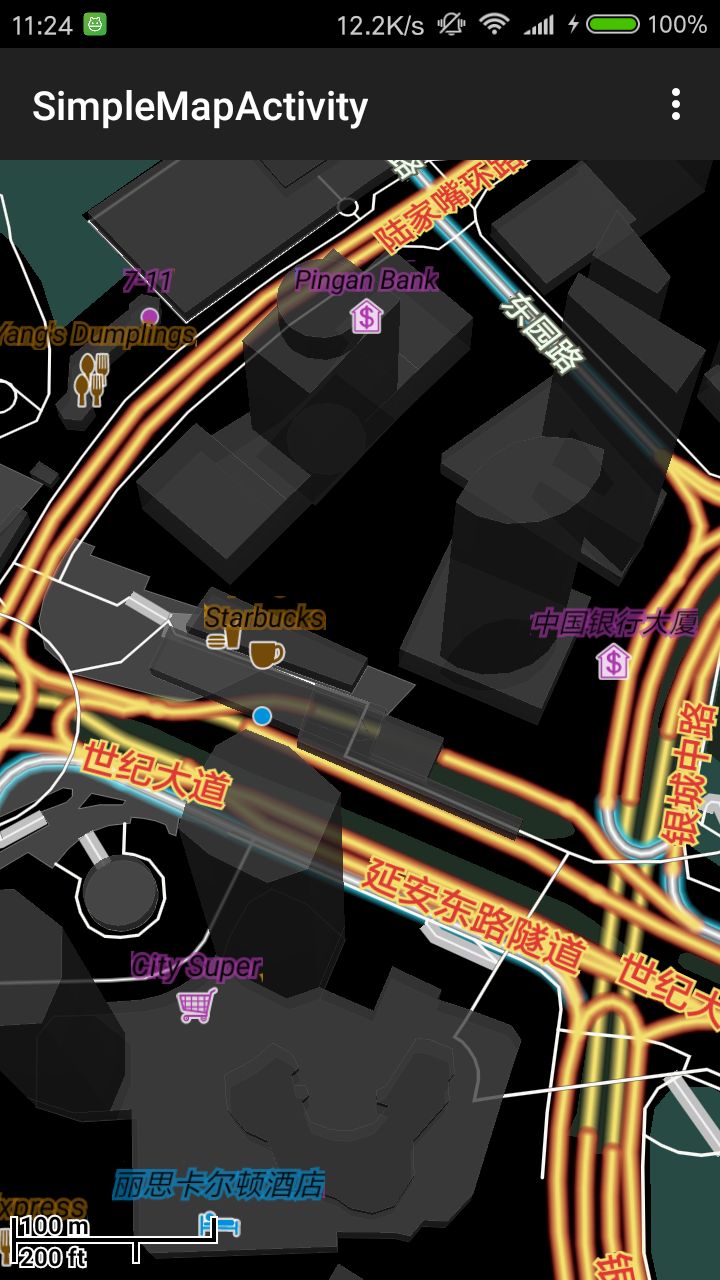 11:24 12.2K/s 100%
SimpleMapActivity
路
陆家嘴环路
7-11
Pingan Bank
Yang's Dumplings
东园路
Starbucks
中国银行大厦
世纪大道
银城中路
延安东路隧道
City Super
世纪大
丽思卡尔顿酒店
xpress
100 m
200 ft